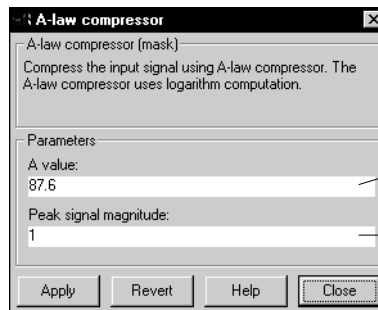 A-law compressor
A-law compressor (mask)
Compress the input signal using A-law compressor. The
A-law compressor uses logarithm computation.
Parameters
A value:
87.6
Peak signal magnitude:
1
Apply Revert Help Close